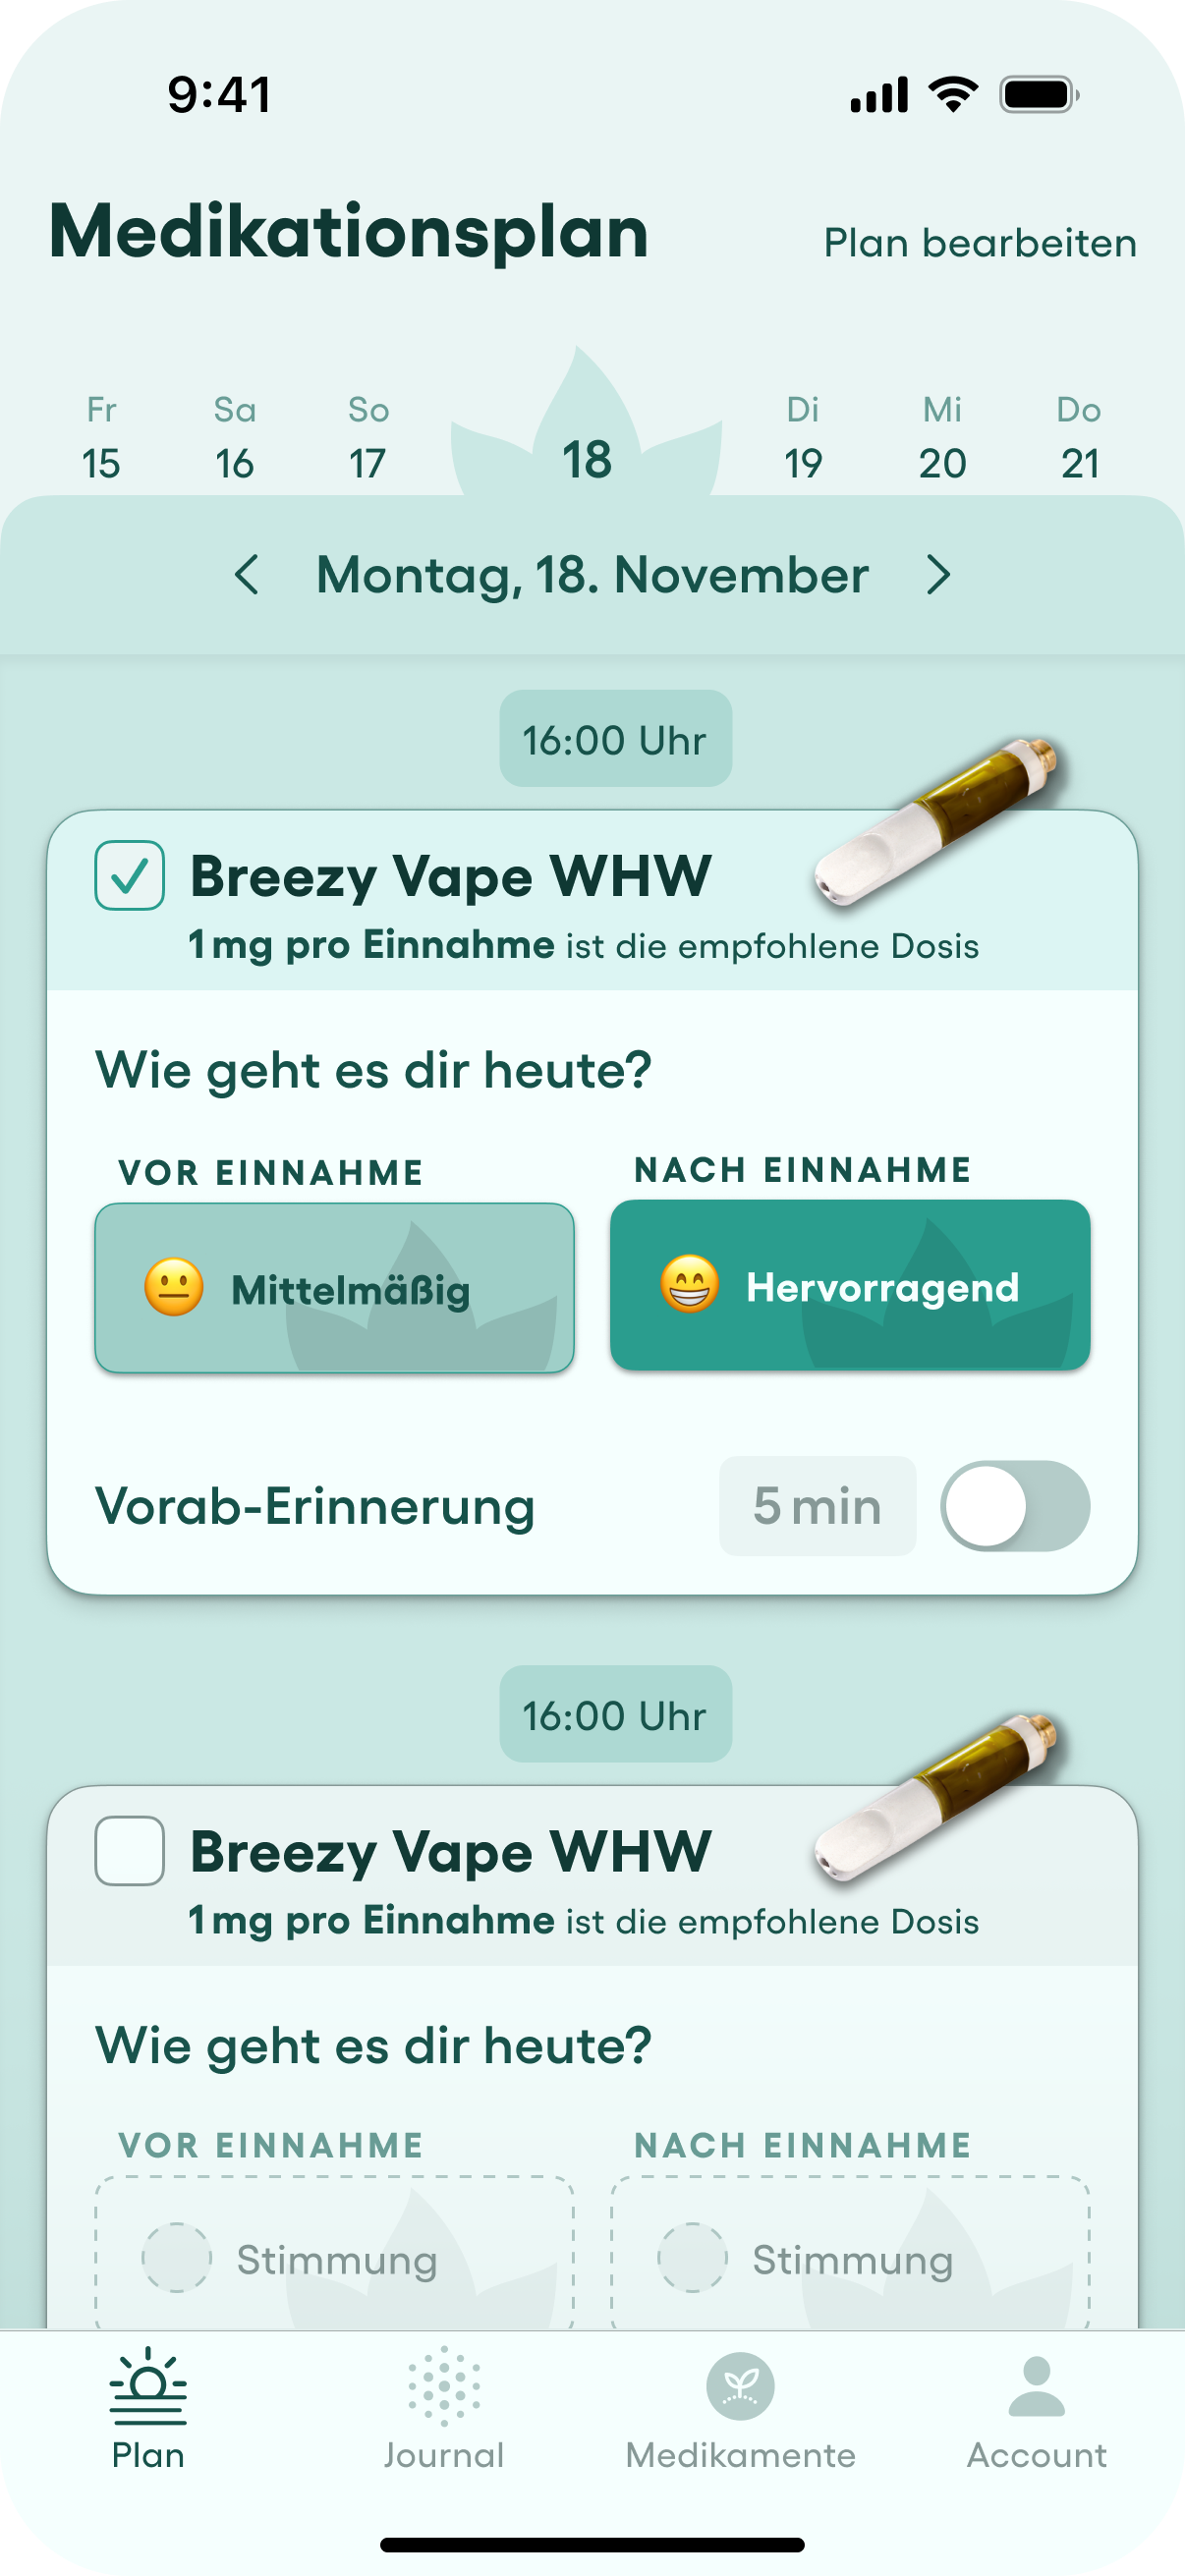 9:41
Medikationsplan
Plan bearbeiten
Fr Sa So Di Mi Do
15 16 17 18 19 20 21
Montag, 18. November
16:00 Uhr
Breezy Vape WHW
1 mg pro Einnahme ist die empfohlene Dosis
Wie geht es dir heute?
VOR EINNAHME NACH EINNAHME
Mittelmäßig Hervorragend
Vorab-Erinnerung 5 min
16:00 Uhr
Breezy Vape WHW
1 mg pro Einnahme ist die empfohlene Dosis
Wie geht es dir heute?
VOR EINNAHME NACH EINNAHME
Stimmung Stimmung
Plan Journal Medikamente Account